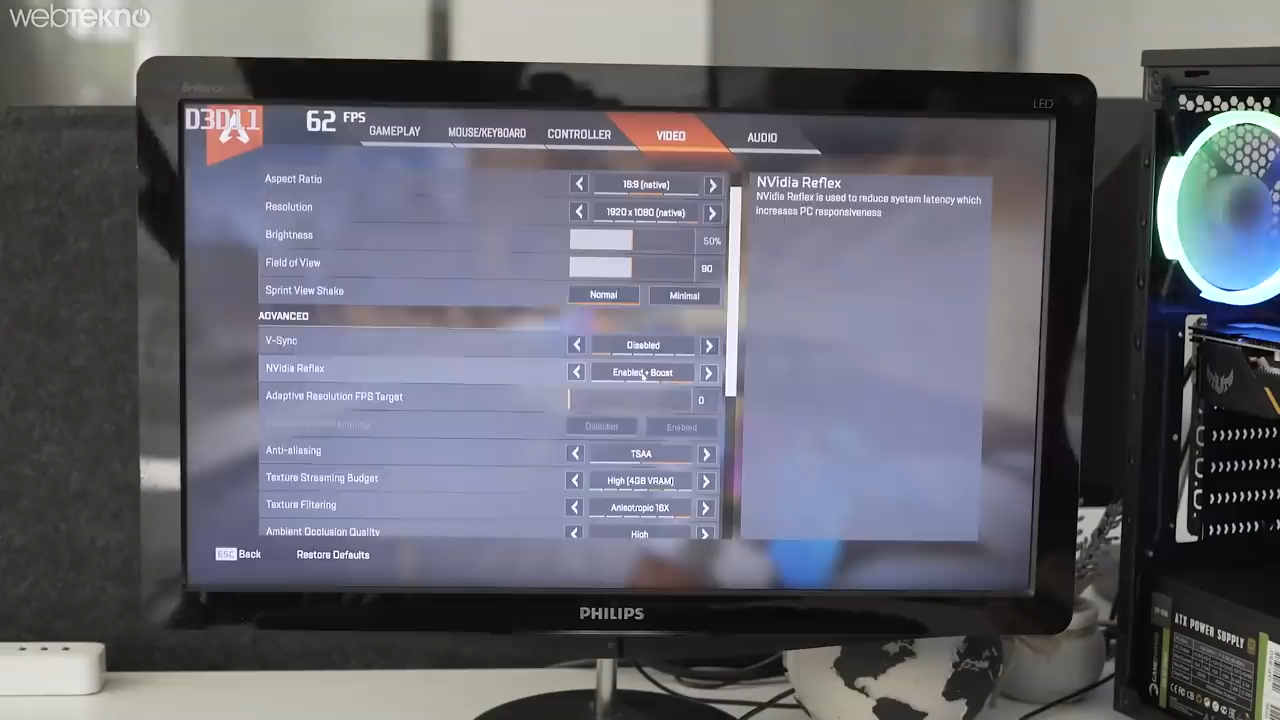 webtekno
Brilliance
LED
D3D11
62 FPS
GAMEPLAY
MOUSE/KEYBOARD
CONTROLLER
VIDEO
AUDIO
Aspect Ratio
16:9 (native)
Resolution
1920 x 1080 (native)
Brightness
50%
Field of View
90
Sprint View Shake
Normal
Minimal
ADVANCED
V-Sync
Disabled
NVidia Reflex
Enabled + Boost
Adaptive Resolution FPS Target
0
Disabled
Enabled
Anti-aliasing
TSAA
Texture Streaming Budget
High (4GB VRAM)
Texture Filtering
Anisotropic 16X
Ambient Occlusion Quality
High
NVidia Reflex
NVidia Reflex is used to reduce system latency which
increases PC responsiveness
ESC Back
Restore Defaults
PHILIPS
ATX POWER SUPPLY